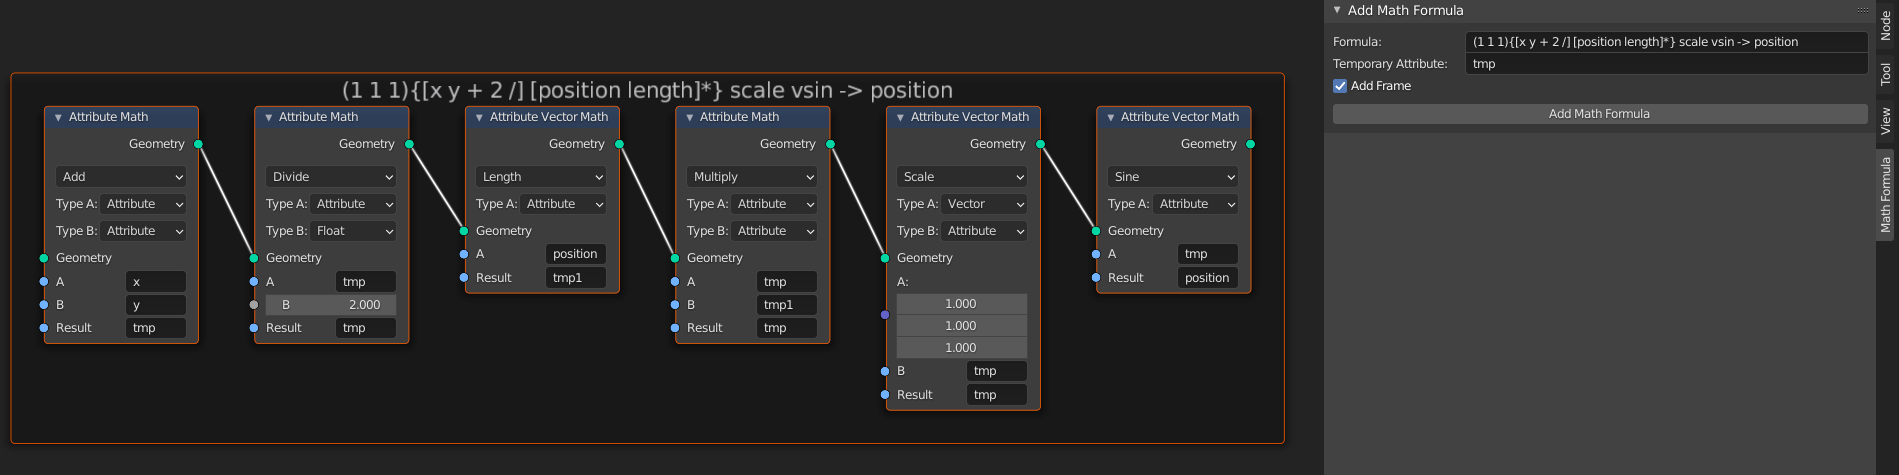 (1 1 1){[x y + 2 /] [position length]*} scale vsin -> position
Attribute Math
Geometry
Add
Type A: Attribute
Type B: Attribute
Geometry
A x
B y
Result tmp
Attribute Math
Geometry
Divide
Type A: Attribute
Type B: Float
Geometry
A tmp
B 2.000
Result tmp
Attribute Vector Math
Geometry
Length
Type A: Attribute
Geometry
A position
Result tmp1
Attribute Math
Geometry
Multiply
Type A: Attribute
Type B: Attribute
Geometry
A tmp
B tmp1
Result tmp
Attribute Vector Math
Geometry
Scale
Type A: Vector
Type B: Attribute
Geometry
A:
1.000
1.000
1.000
B tmp
Result tmp
Attribute Vector Math
Geometry
Sine
Type A: Attribute
Geometry
A tmp
Result position
Add Math Formula
Formula: (1 1 1){[x y + 2 /] [position length]*} scale vsin -> position
Temporary Attribute: tmp
Add Frame
Add Math Formula
Node
Tool
View
Math Formula